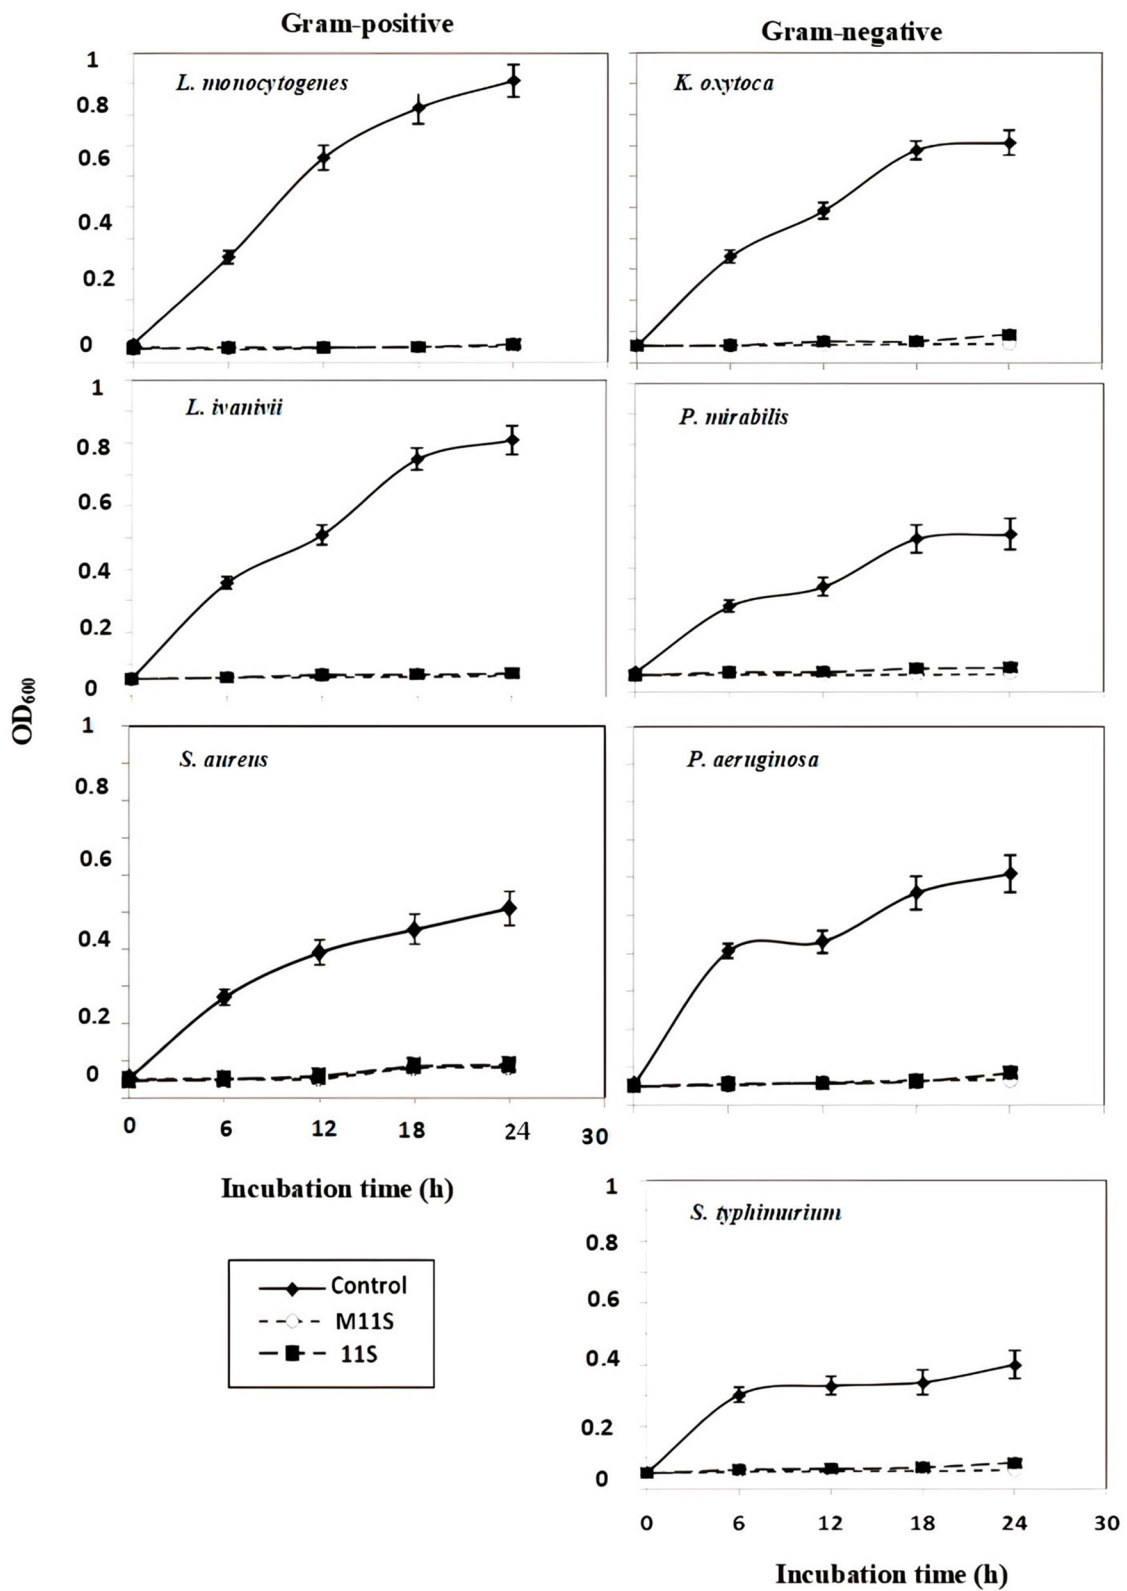 Gram-positive
Gram-negative
L. monocytogenes
K. oxytoca
1
0.8
0.6
0.4
0.2
0
L. ivanivii
P. mirabilis
1
0.8
0.6
0.4
0.2
0
OD600
S. aureus
P. aeruginosa
1
0.8
0.6
0.4
0.2
0
0 6 12 18 24 30
Incubation time (h)
Control
M11S
11S
S. typhimurium
1
0.8
0.6
0.4
0.2
0
0 6 12 18 24 30
Incubation time (h)